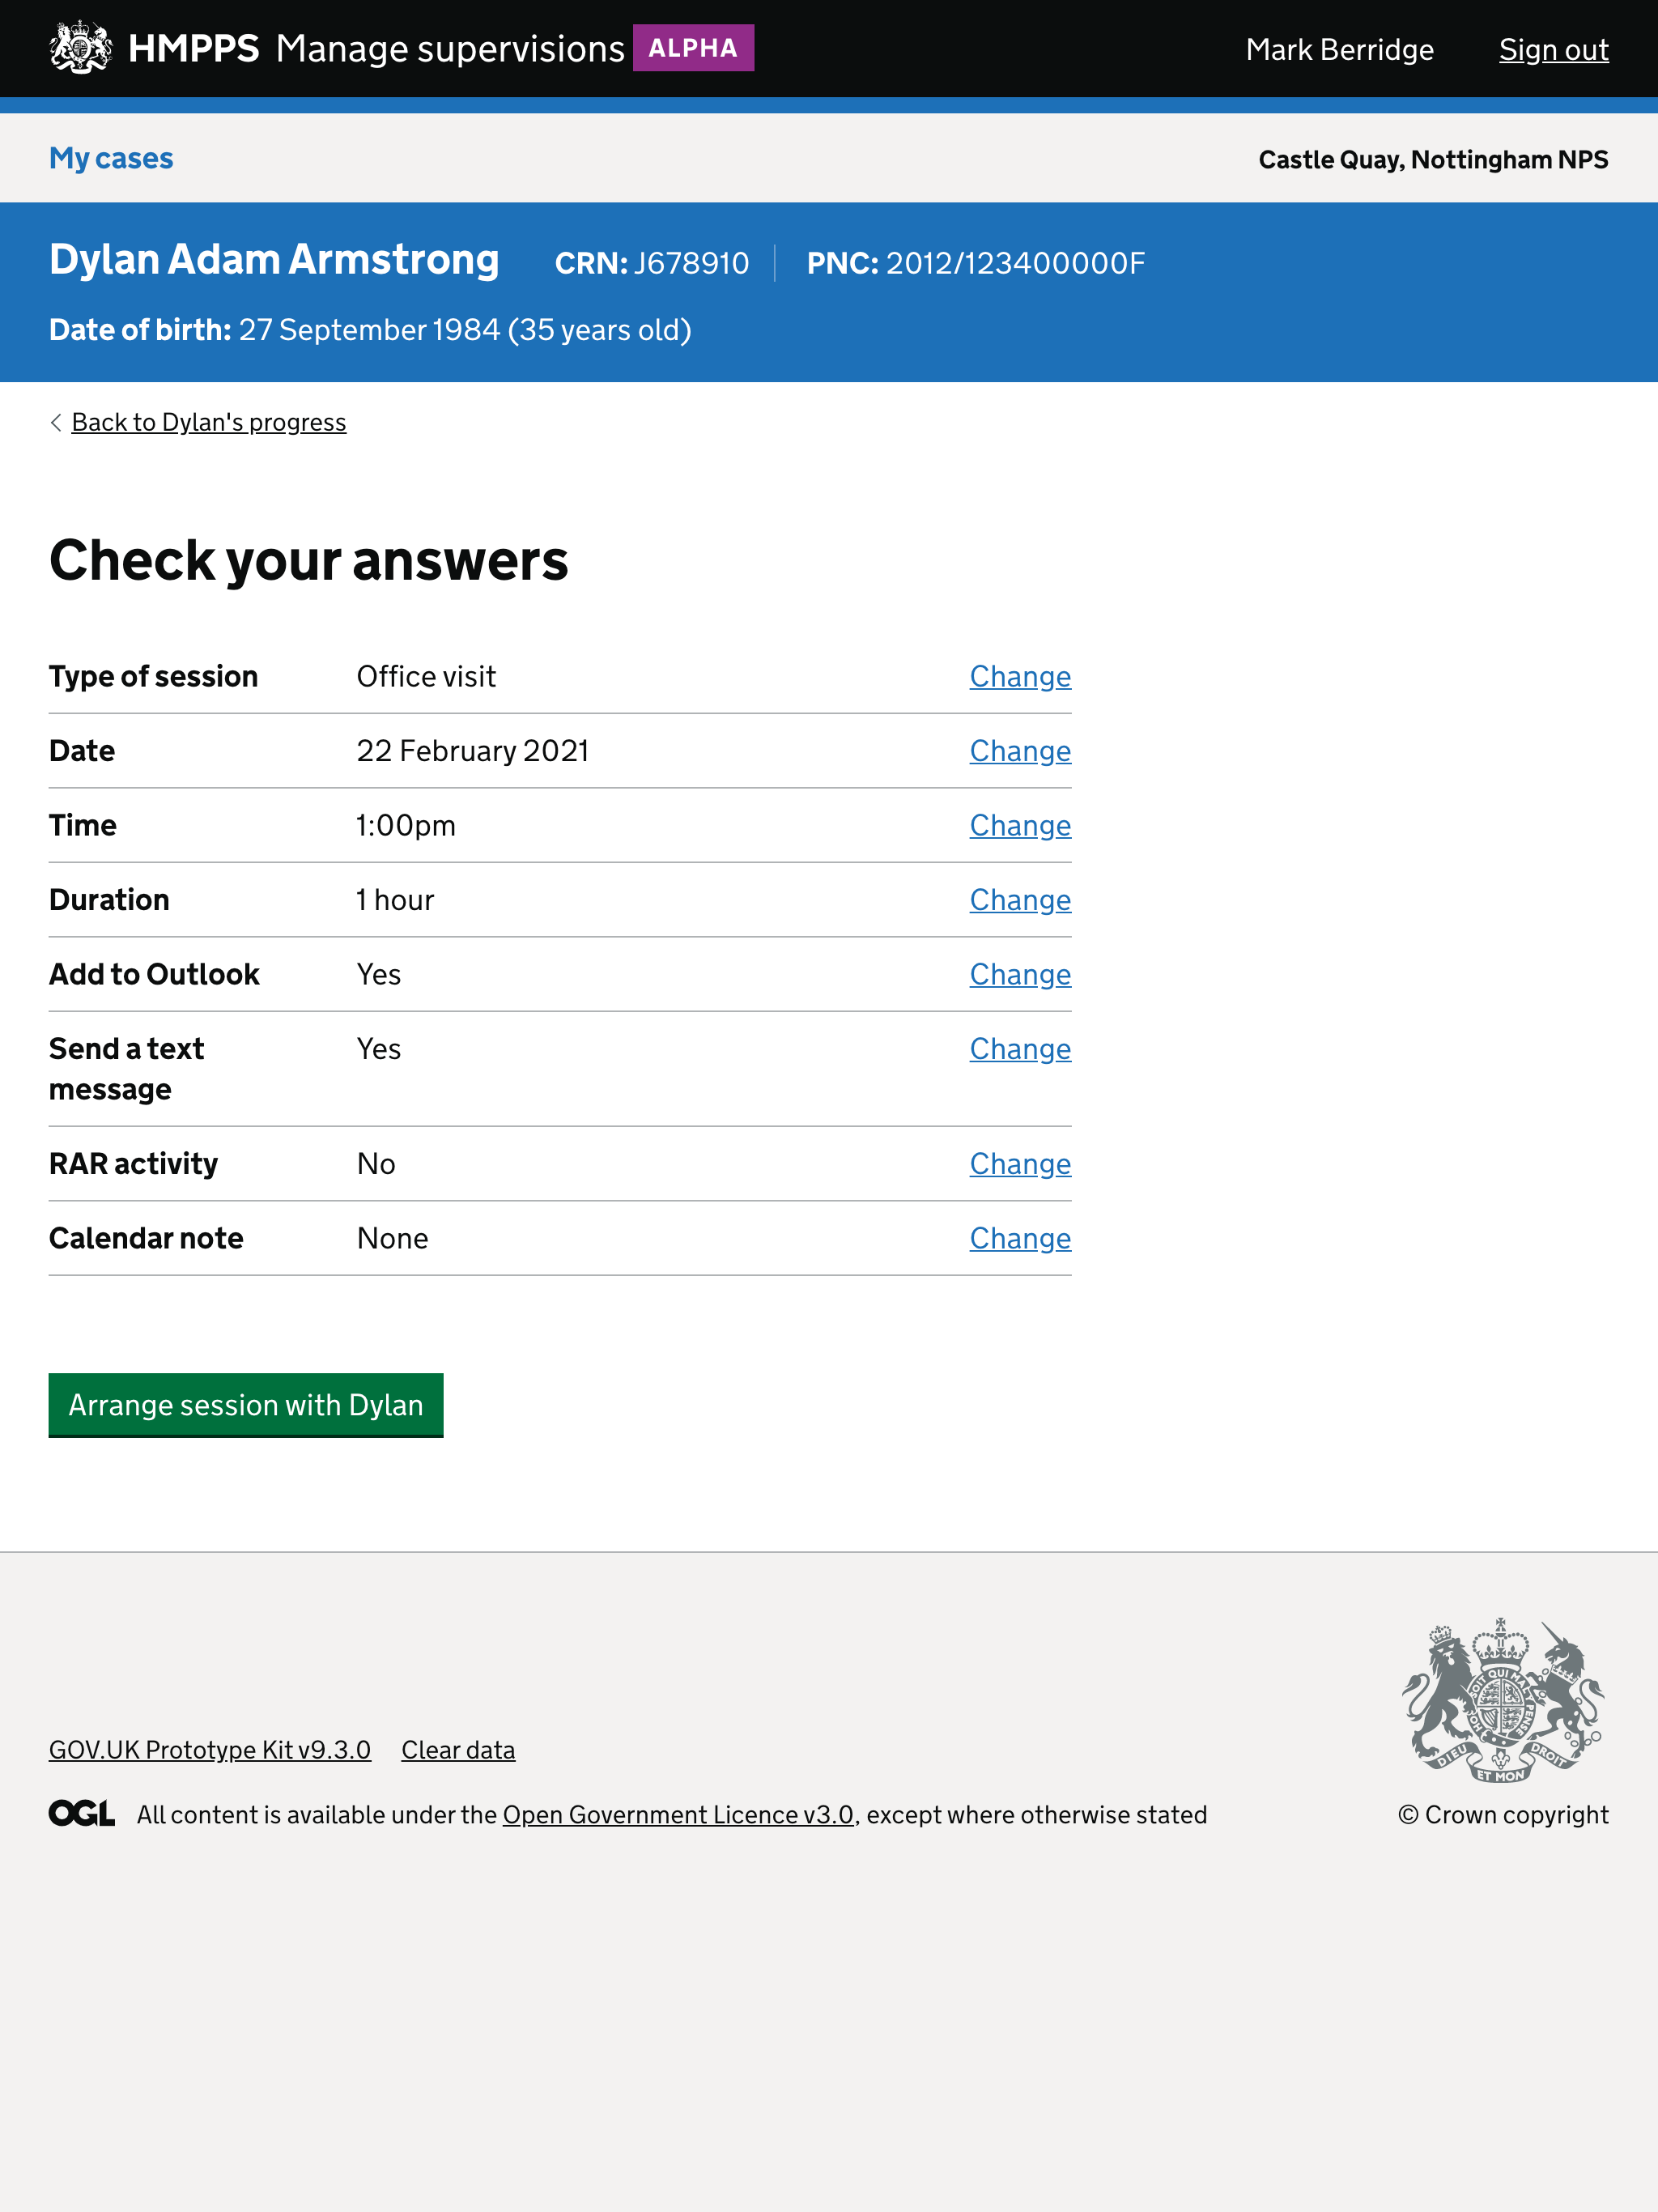 HMPPS Manage supervisions ALPHA Mark Berridge Sign out
My cases Castle Quay, Nottingham NPS
Dylan Adam Armstrong CRN: J678910 PNC: 2012/123400000F
Date of birth: 27 September 1984 (35 years old)
Back to Dylan's progress
Check your answers
Type of session Office visit Change
Date 22 February 2021 Change
Time 1:00pm Change
Duration 1 hour Change
Add to Outlook Yes Change
Send a text message Yes Change
RAR activity No Change
Calendar note None Change
Arrange session with Dylan
SOIT QUI MAL
DIEU ET MON DROIT
GOV.UK Prototype Kit v9.3.0 Clear data
OGL All content is available under the Open Government Licence v3.0, except where otherwise stated © Crown copyright